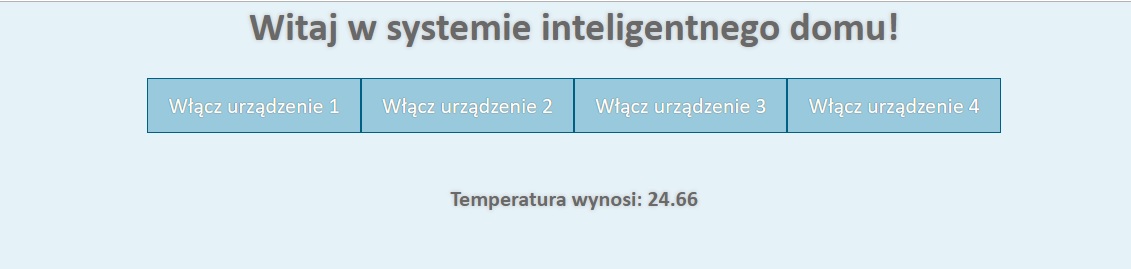 Witaj w systemie inteligentnego domu!
Włącz urządzenie 1 Włącz urządzenie 2 Włącz urządzenie 3 Włącz urządzenie 4
Temperatura wynosi: 24.66